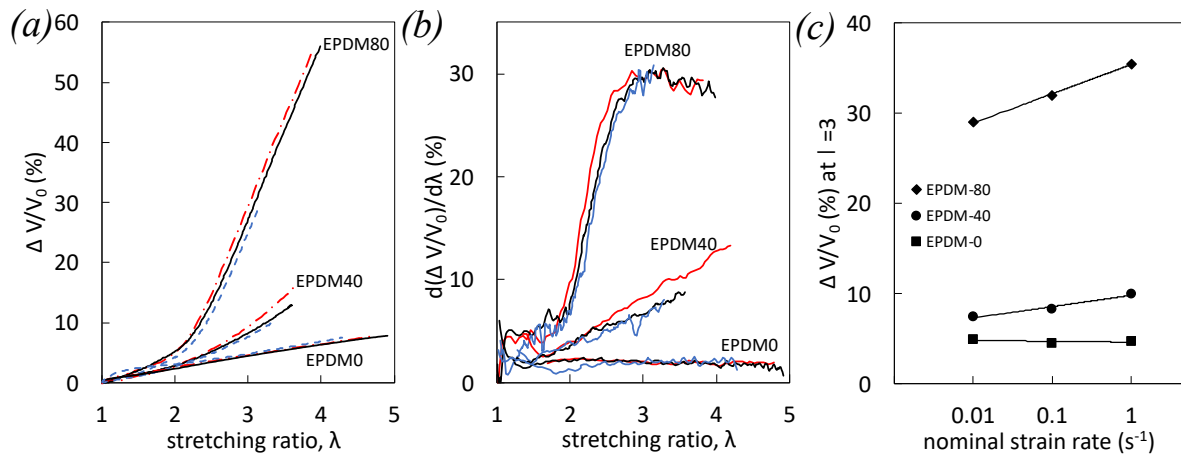 (a)
60
50
40
30
20
10
0
1
2
3
4
5
Δ V/V0 (%)
stretching ratio, λ
EPDM80
EPDM40
EPDM0
(b)
30
20
10
0
1
2
3
4
5
d(Δ V/V0)/dλ (%)
stretching ratio, λ
EPDM80
EPDM40
EPDM0
(c)
40
30
20
10
0
0.01
0.1
1
Δ V/V0 (%) at l =3
nominal strain rate (s-1)
EPDM-80
EPDM-40
EPDM-0